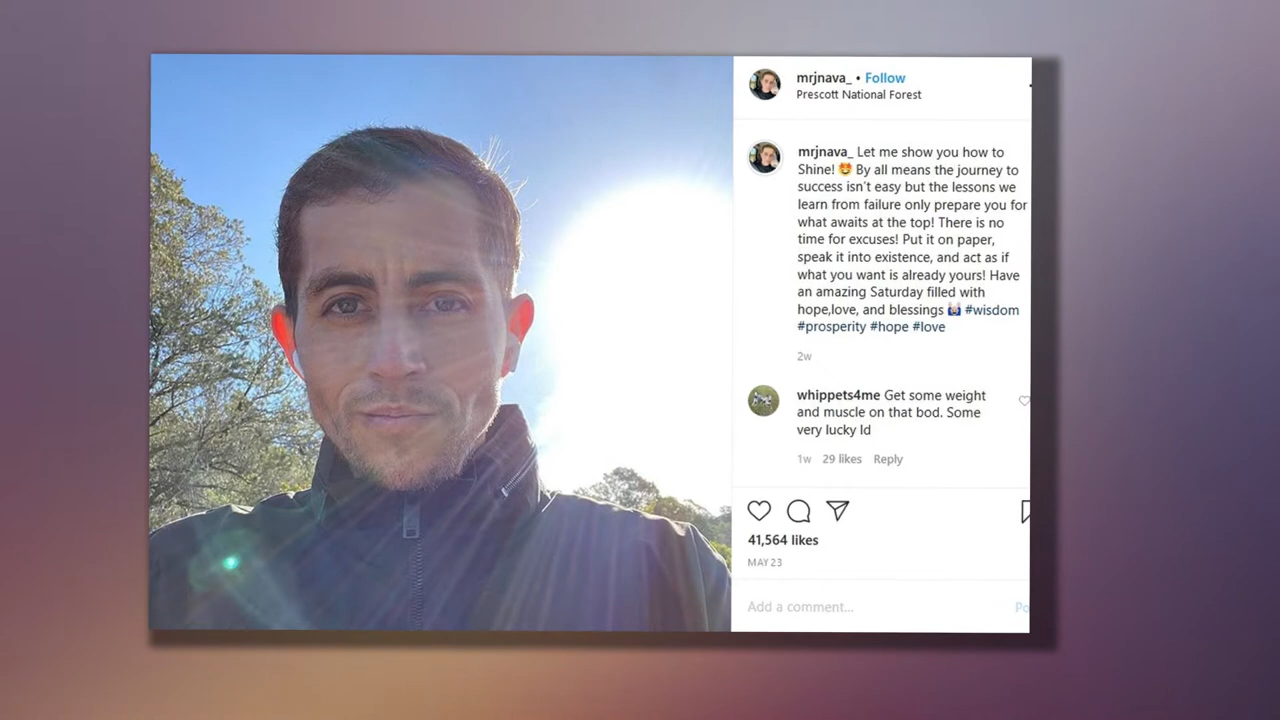 mrjnava_ • Follow
Prescott National Forest
mrjnava_ Let me show you how to
Shine! 🤩 By all means the journey to
success isn't easy but the lessons we
learn from failure only prepare you for
what awaits at the top! There is no
time for excuses! Put it on paper,
speak it into existence, and act as if
what you want is already yours! Have
an amazing Saturday filled with
hope,love, and blessings 🙌 #wisdom
#prosperity #hope #love
2w
whippets4me Get some weight
and muscle on that bod. Some
very lucky ld
1w 29 likes Reply
41,564 likes
MAY 23
Add a comment...
Po